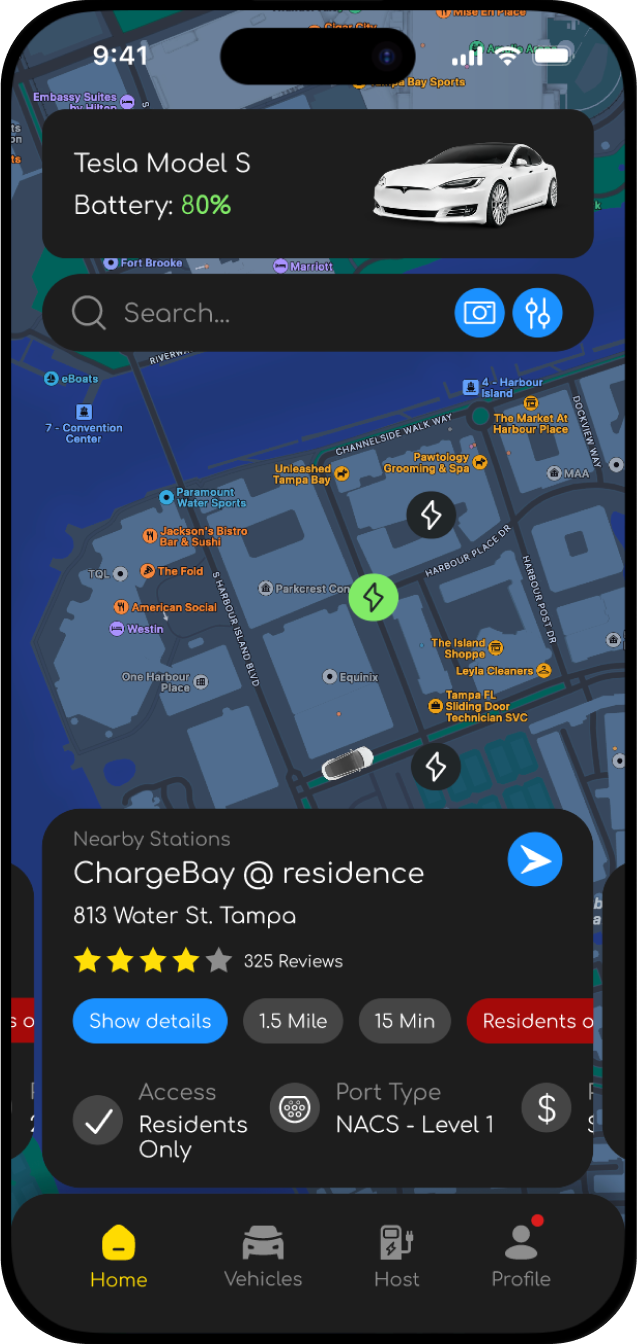 Mise En Place
9:41
Tampa Bay Sports
Embassy Suites
by Hilton
S
Tesla Model S
Battery: 80%
Fort Brooke
Marriott
Search...
RIVERW
eBoats
4 - Harbour
Island
7 - Convention
Center
The Market At
Harbour Place
DOCKVIEW WAY
CHANNELSIDE WALK WAY
Unleashed
Tampa Bay
Pawtology
Grooming & Spa
MAA
Paramount
Water Sports
Jackson's Bistro
Bar & Sushi
TQL
The Fold
HARBOUR PLACE DR
S HARBOUR ISLAND BLVD
Parkcrest Con
HARBOUR POST DR
American Social
Westin
The Island
Shoppe
Leyla Cleaners
One Harbour
Place
Equinix
Tampa FL
Sliding Door
Technician SVC
Nearby Stations
ChargeBay @ residence
813 Water St. Tampa
325 Reviews
s o
Show details
1.5 Mile
15 Min
Residents o
Access
Residents
Only
Port Type
NACS - Level 1
$
Home
Vehicles
Host
Profile